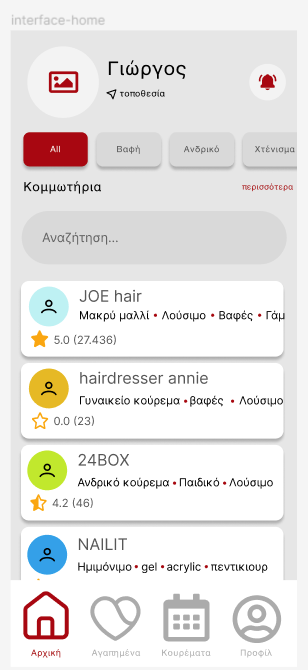 interface-home
Γιώργος
τοποθεσία
All Βαφή Ανδρικό Χτένισμα
Κομμωτήρια περισσότερα
Αναζήτηση...
JOE hair
Μακρύ μαλλί • Λούσιμο • Βαφές • Γάμ
5.0 (27.436)
hairdresser annie
Γυναικείο κούρεμα •βαφές • Λούσιμο
0.0 (23)
24BOX
Ανδρικό κούρεμα • Παιδικό • Λούσιμο
4.2 (46)
NAILIT
Ημιμόνιμο • gel • acrylic • πεντικιουρ
Αρχική Αγαπημένα Κουρέματα Προφίλ